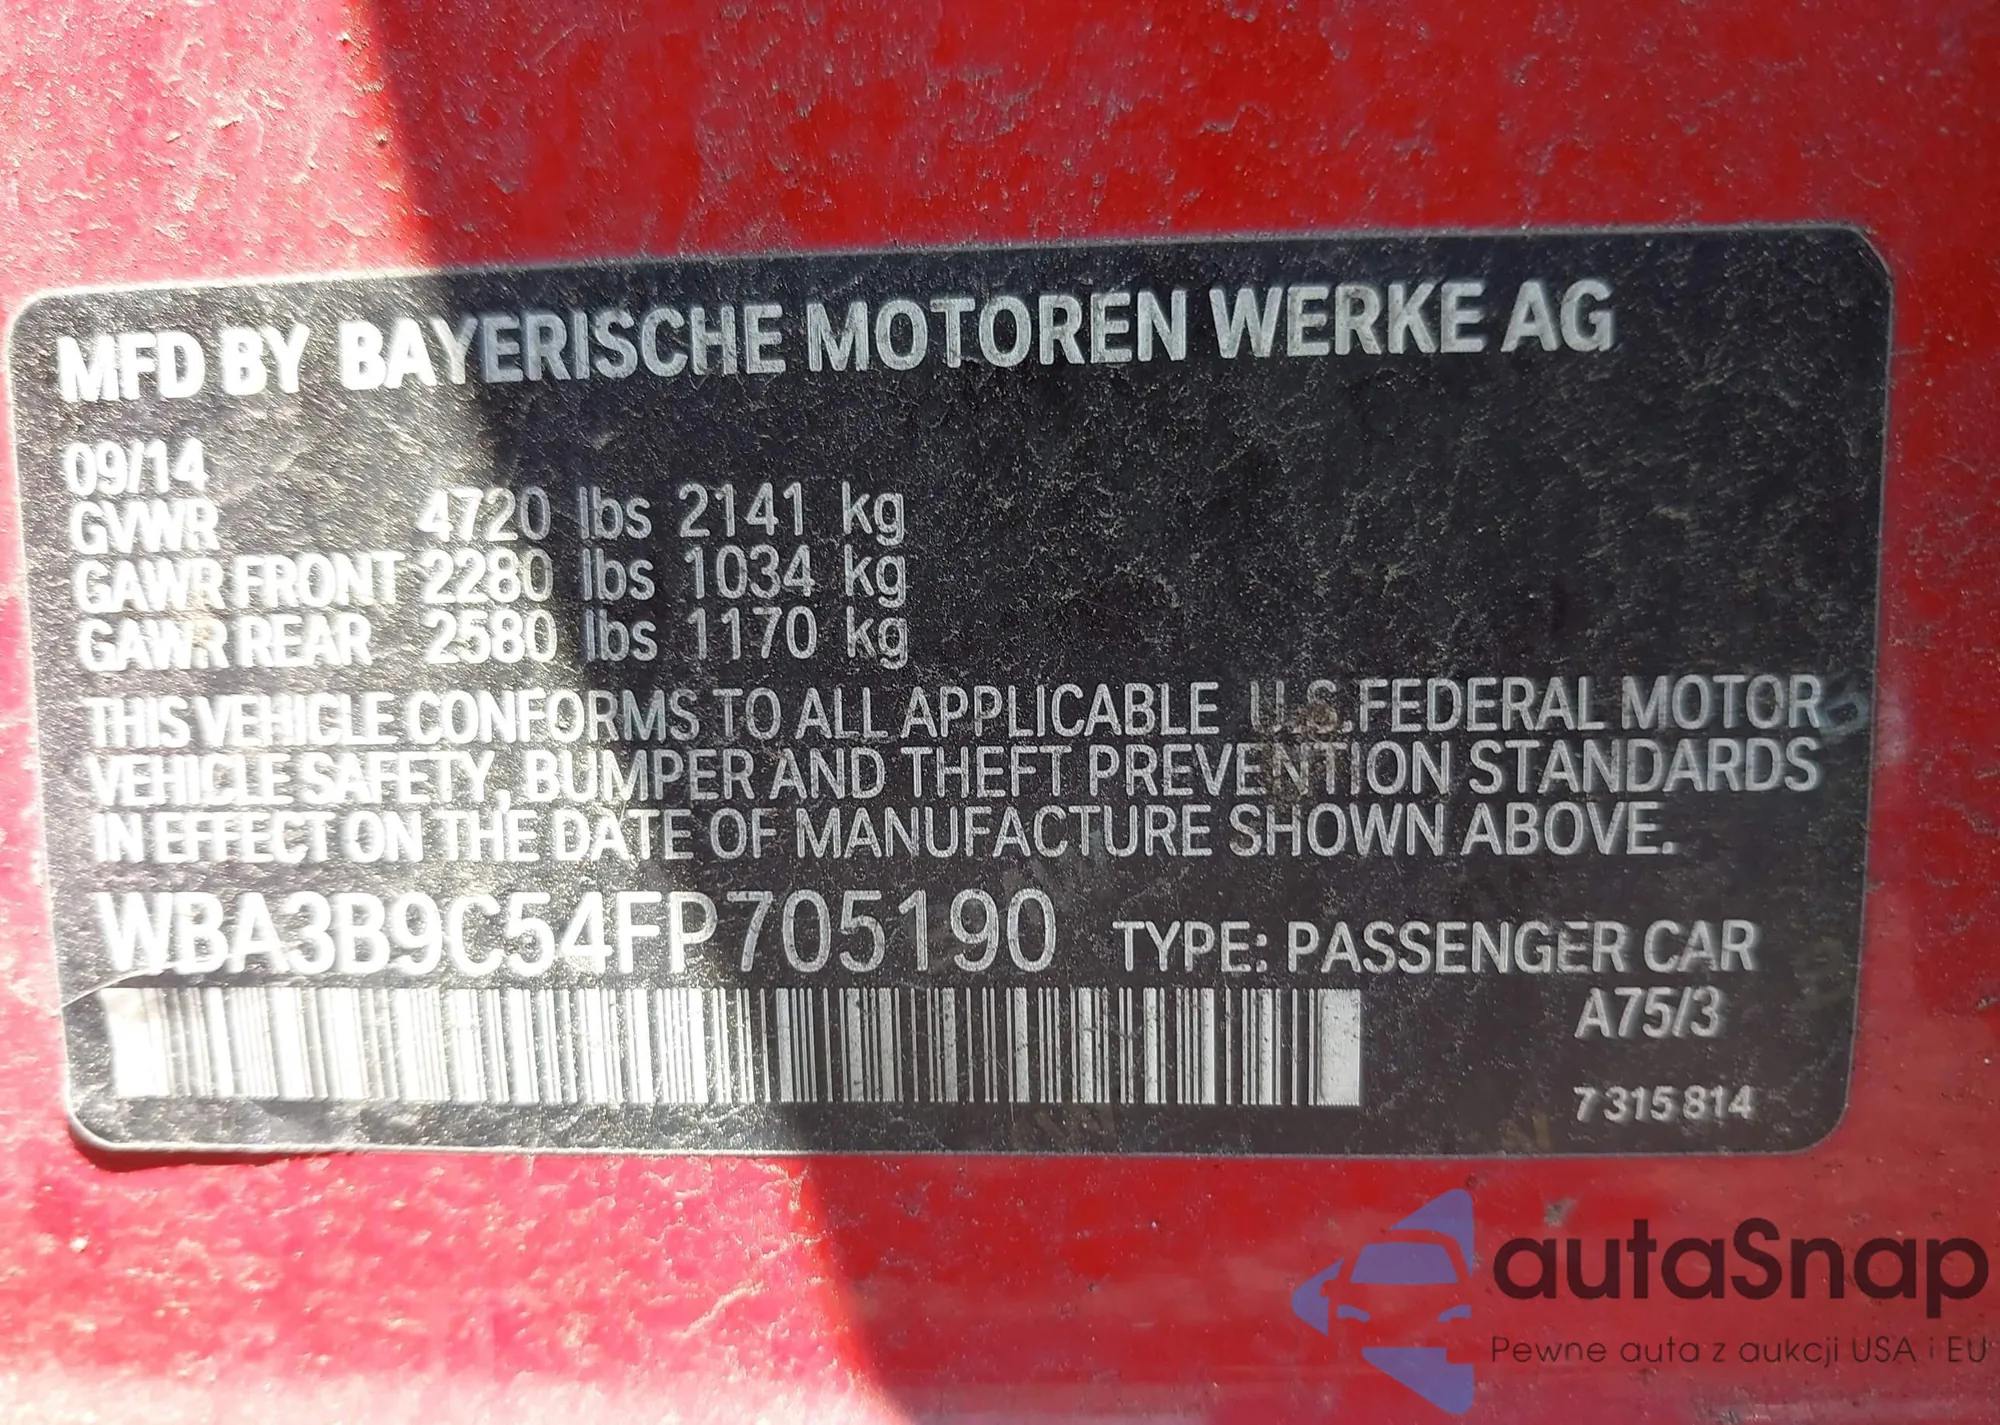 MFD BY BAYERISCHE MOTOREN WERKE AG
09/14
GVWR 4720 lbs 2141 kg
GAWR FRONT 2280 lbs 1034 kg
GAWR REAR 2580 lbs 1170 kg
THIS VEHICLE CONFORMS TO ALL APPLICABLE U.S.FEDERAL MOTOR
VEHICLE SAFETY, BUMPER AND THEFT PREVENTION STANDARDS
IN EFFECT ON THE DATE OF MANUFACTURE SHOWN ABOVE.
WBA3B9C54FP705190 TYPE: PASSENGER CAR
A75/3
7 315 814
autaSnap
Pewne auta z aukcji USA i EU